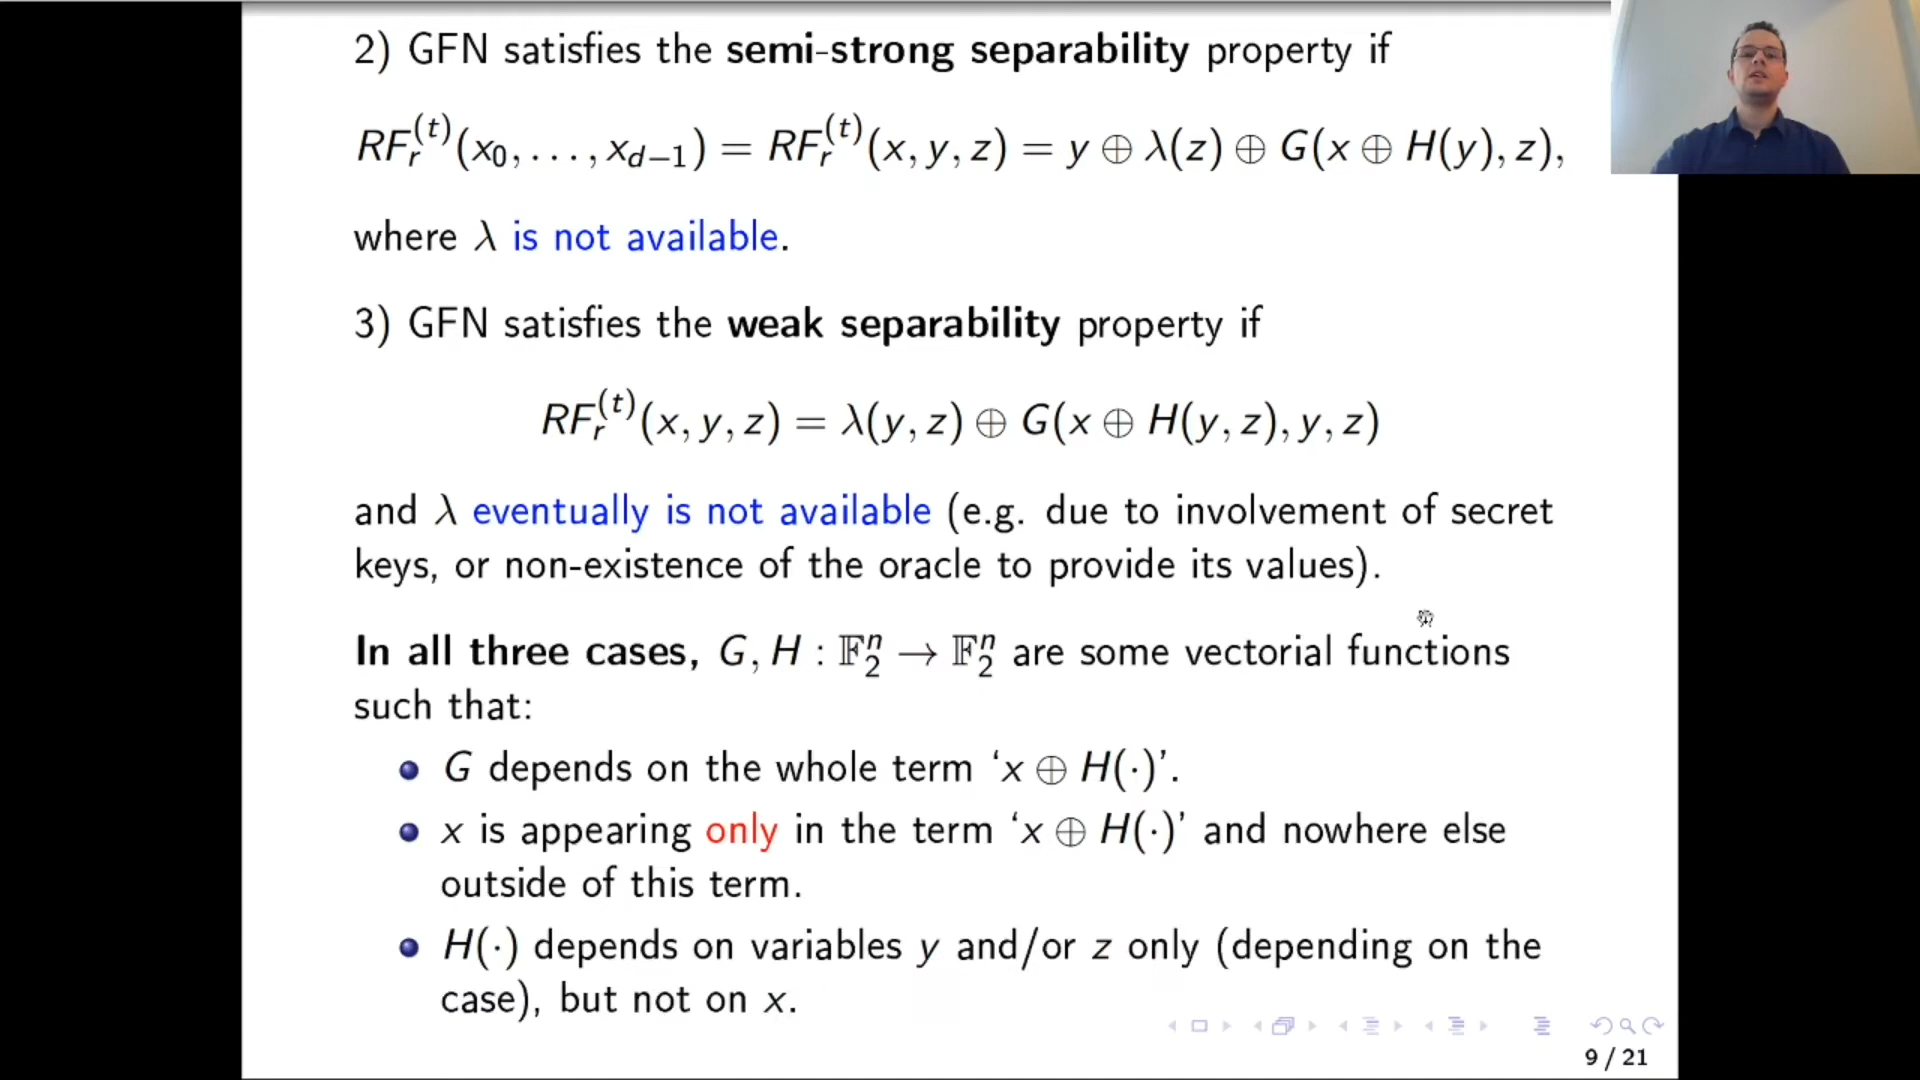 2) GFN satisfies the semi-strong separability property if
RF_r^{(t)}(x_0, ..., x_{d−1}) = RF_r^{(t)}(x, y, z) = y ⊕ λ(z) ⊕ G(x ⊕ H(y), z),
where λ is not available.
3) GFN satisfies the weak separability property if
RF_r^{(t)}(x, y, z) = λ(y, z) ⊕ G(x ⊕ H(y, z), y, z)
and λ eventually is not available (e.g. due to involvement of secret
keys, or non-existence of the oracle to provide its values).
In all three cases, G, H : 𝔽_2^n → 𝔽_2^n are some vectorial functions
such that:
G depends on the whole term ‘x ⊕ H(·)’.
x is appearing only in the term ‘x ⊕ H(·)’ and nowhere else
outside of this term.
H(·) depends on variables y and/or z only (depending on the
case), but not on x.
9 / 21